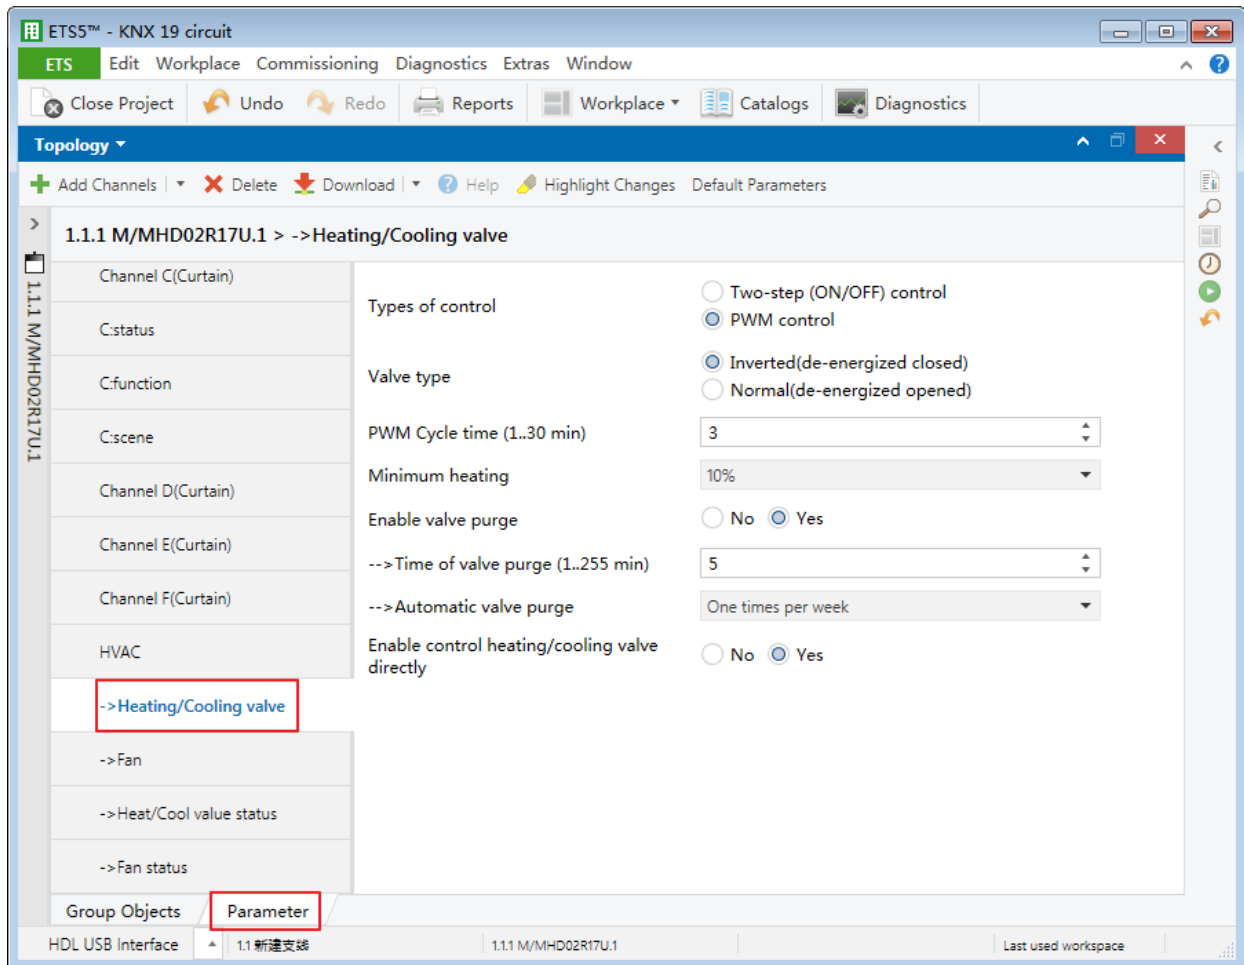 ETS5™ - KNX 19 circuit
ETS Edit Workplace Commissioning Diagnostics Extras Window
Close Project Undo Redo Reports Workplace Catalogs Diagnostics
Topology
Add Channels Delete Download Help Highlight Changes Default Parameters
1.1.1 M/MHD02R17U.1 > ->Heating/Cooling valve
1.1.1 M/MHD02R17U.1
Channel C(Curtain)
C:status
C:function
C:scene
Channel D(Curtain)
Channel E(Curtain)
Channel F(Curtain)
HVAC
->Heating/Cooling valve
->Fan
->Heat/Cool value status
->Fan status
Types of control
Two-step (ON/OFF) control
PWM control
Valve type
Inverted(de-energized closed)
Normal(de-energized opened)
PWM Cycle time (1..30 min) 3
Minimum heating 10%
Enable valve purge No Yes
-->Time of valve purge (1..255 min) 5
-->Automatic valve purge One times per week
Enable control heating/cooling valve
directly
No Yes
Group Objects Parameter
HDL USB Interface 1.1 新建支线 1.1.1 M/MHD02R17U.1 Last used workspace